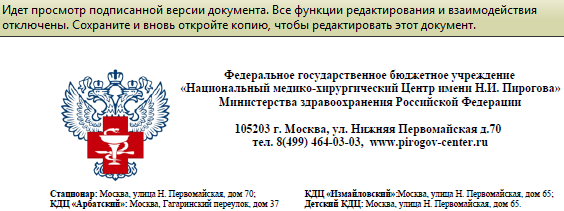 Идет просмотр подписанной версии документа. Все функции редактирования и взаимодействия
отключены. Сохраните и вновь откройте копию, чтобы редактировать этот документ.
Федеральное государственное бюджетное учреждение
«Национальный медико-хирургический Центр имени Н.И. Пирогова»
Министерства здравоохранения Российской Федерации
105203 г. Москва, ул. Нижняя Первомайская д.70
тел. 8(499) 464-03-03, www.pirogov-center.ru
Стационар: Москва, улица Н. Первомайская, дом 70;
КДЦ «Арбатский»: Москва, Гагаринский переулок, дом 37
КДЦ «Измайловский»:Москва, улица Н. Первомайская, дом 65;
Детский КДЦ: Москва, улица Н. Первомайская, дом 65.